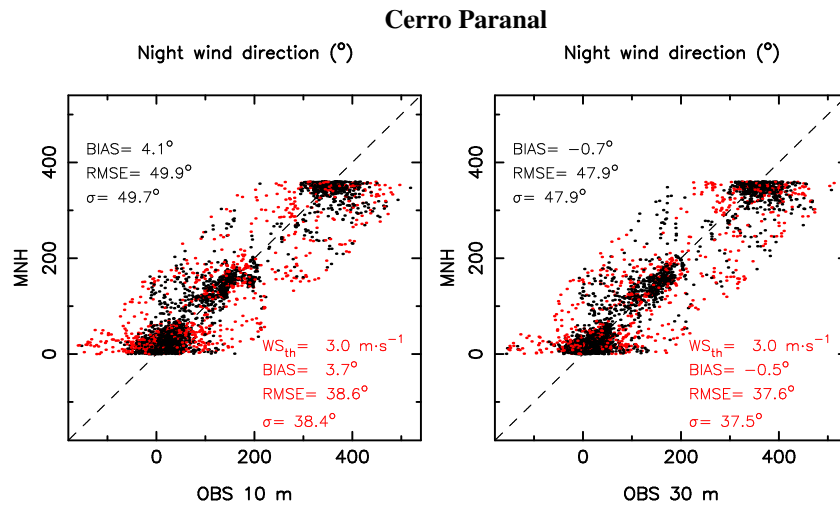 Cerro Paranal
Night wind direction (°)
BIAS= 4.1°
RMSE= 49.9°
σ= 49.7°
WS_th= 3.0 m·s⁻¹
BIAS= 3.7°
RMSE= 38.6°
σ= 38.4°
MNH
0
200
400
0
200
400
OBS 10 m
Night wind direction (°)
BIAS= −0.7°
RMSE= 47.9°
σ= 47.9°
WS_th= 3.0 m·s⁻¹
BIAS= −0.5°
RMSE= 37.6°
σ= 37.5°
MNH
0
200
400
0
200
400
OBS 30 m